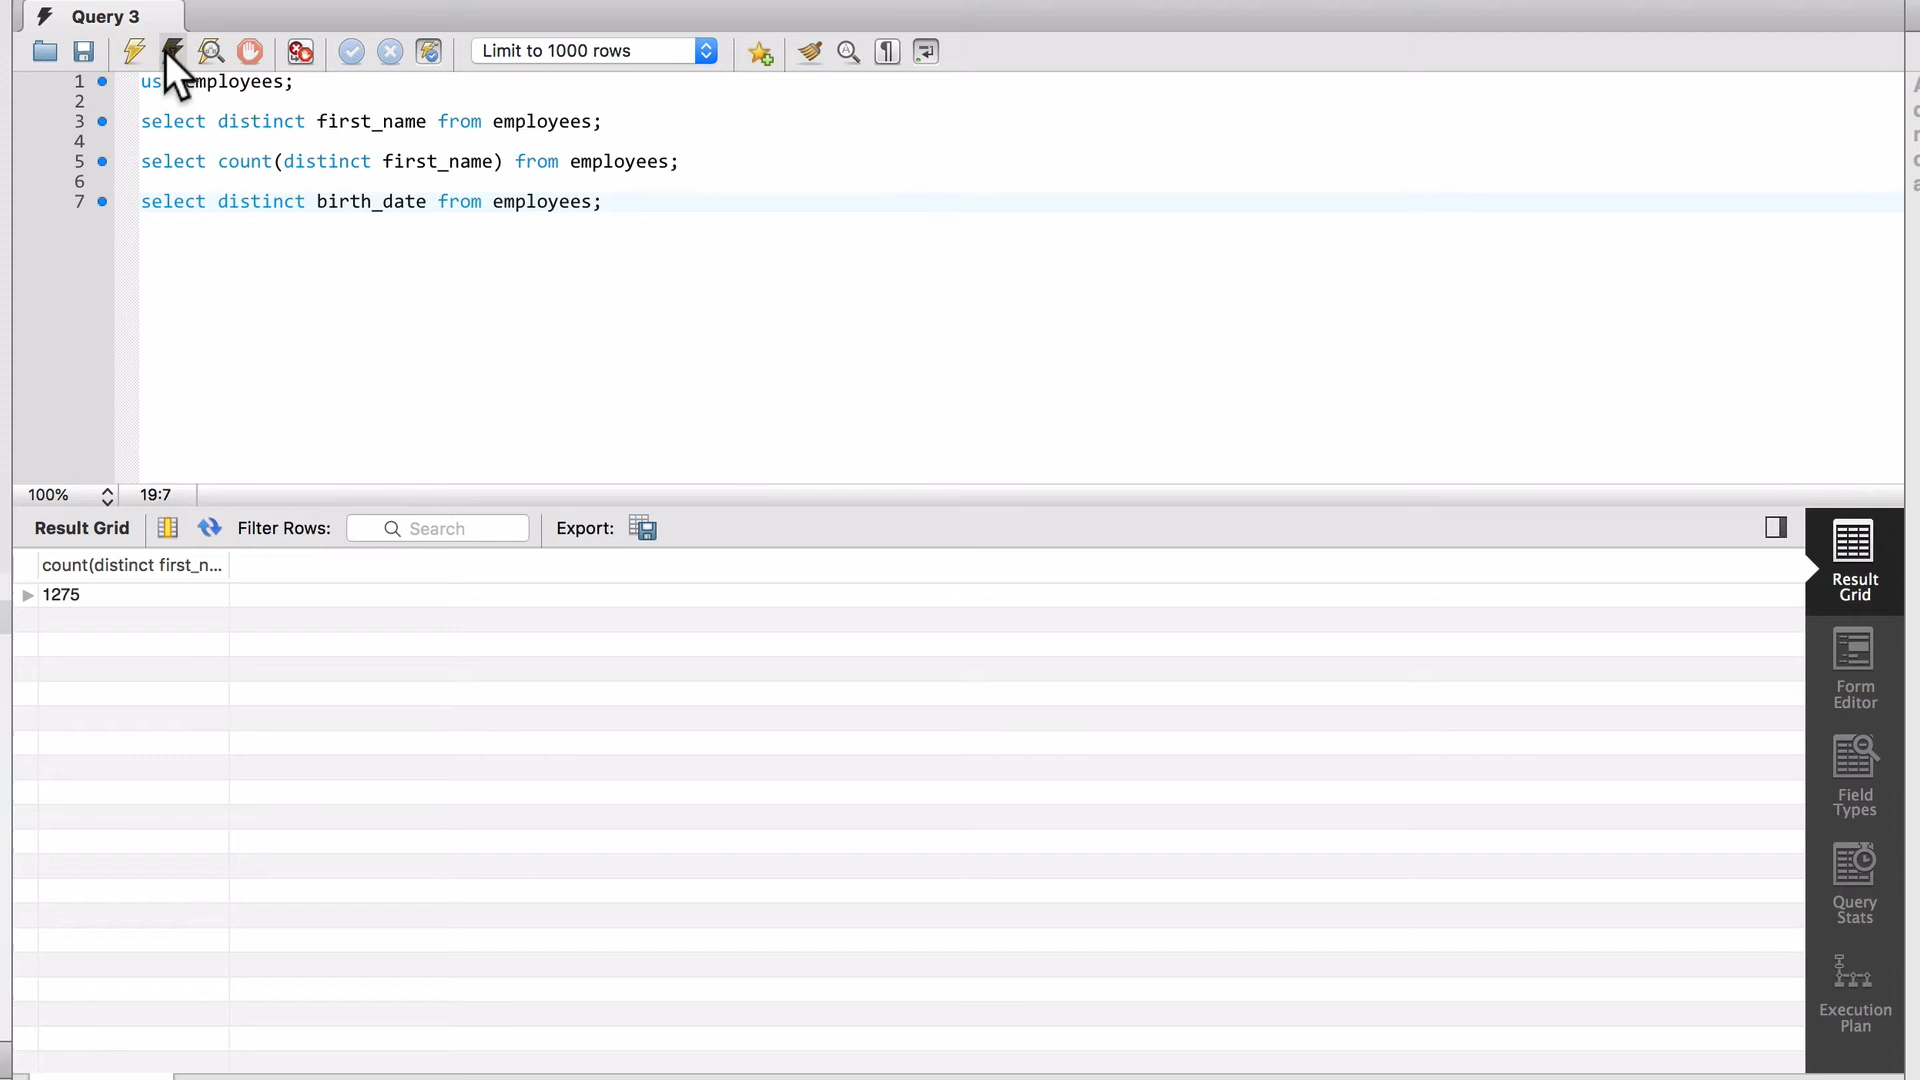 Query 3
Limit to 1000 rows
1 us employees;
2
3 select distinct first_name from employees;
4
5 select count(distinct first_name) from employees;
6
7 select distinct birth_date from employees;
100% 19:7
Result Grid Filter Rows: Search Export:
count(distinct first_n...
1275
Result
Grid
Form
Editor
Field
Types
Query
Stats
Execution
Plan